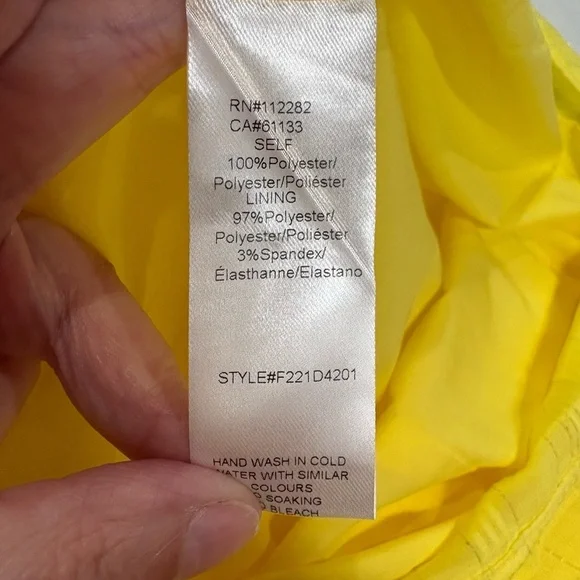 RN#112282
CA#61133
SELF
100%Polyester/
Polyester/Poliéster
LINING
97%Polyester/
Polyester/Poliéster
3%Spandex/
Élasthanne/Elastano
STYLE#F221D4201
HAND WASH IN COLD
WATER WITH SIMILAR
COLOURS
SOAKING
BLEACH